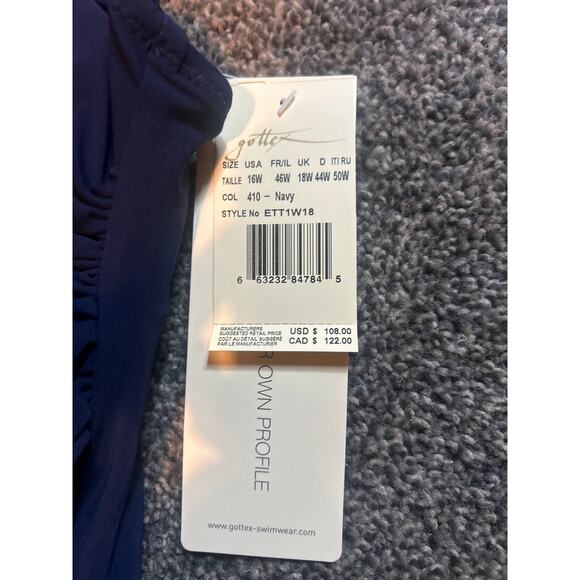 gottex
SIZE USA FR/IL UK D IT/RU
TAILLE 16W 46W 18W 44W 50W
COL 410 - Navy
STYLE No ETT1W18
6 63232 84784 5
MANUFACTURERS
SUGGESTED RETAIL PRICE USD $ 108.00
COÛT AU DÉTAIL SUGGÉRÉ
PAR LE MANUFACTURIER CAD $ 122.00
ROWN PROFILE
www.gottex-swimwear.com